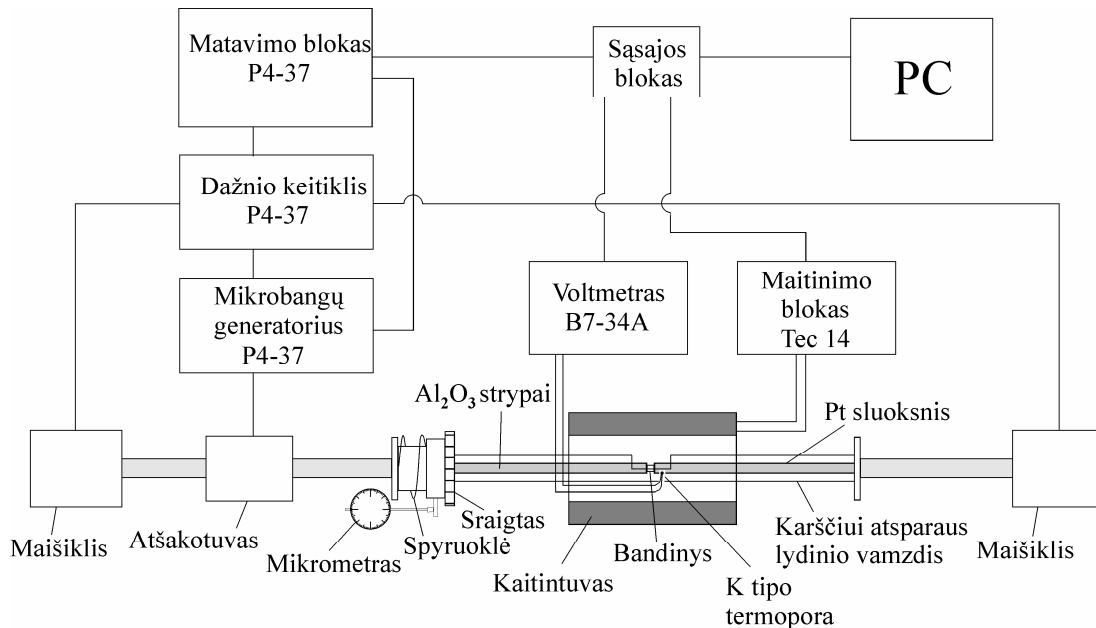 Matavimo blokas
P4-37
Sąsajos
blokas
PC
Dažnio keitiklis
P4-37
Mikrobangų
generatorius
P4-37
Voltmetras
B7-34A
Maitinimo
blokas
Tec 14
Al₂O₃ strypai
Pt sluoksnis
Maišiklis
Atšakotuvas
Mikrometras
Sraigtas
Spyruoklė
Kaitintuvas
Bandinys
K tipo
termopora
Karščiui atsparaus
lydinio vamzdis
Maišiklis